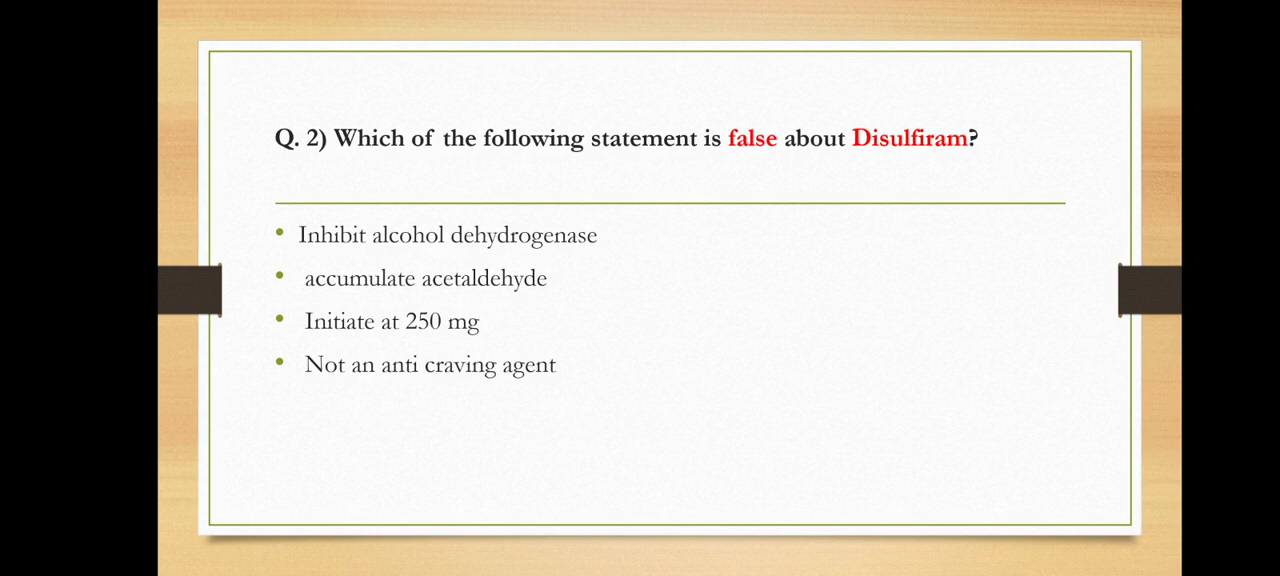 Q. 2) Which of the following statement is false about Disulfiram?
• Inhibit alcohol dehydrogenase
• accumulate acetaldehyde
• Initiate at 250 mg
• Not an anti craving agent